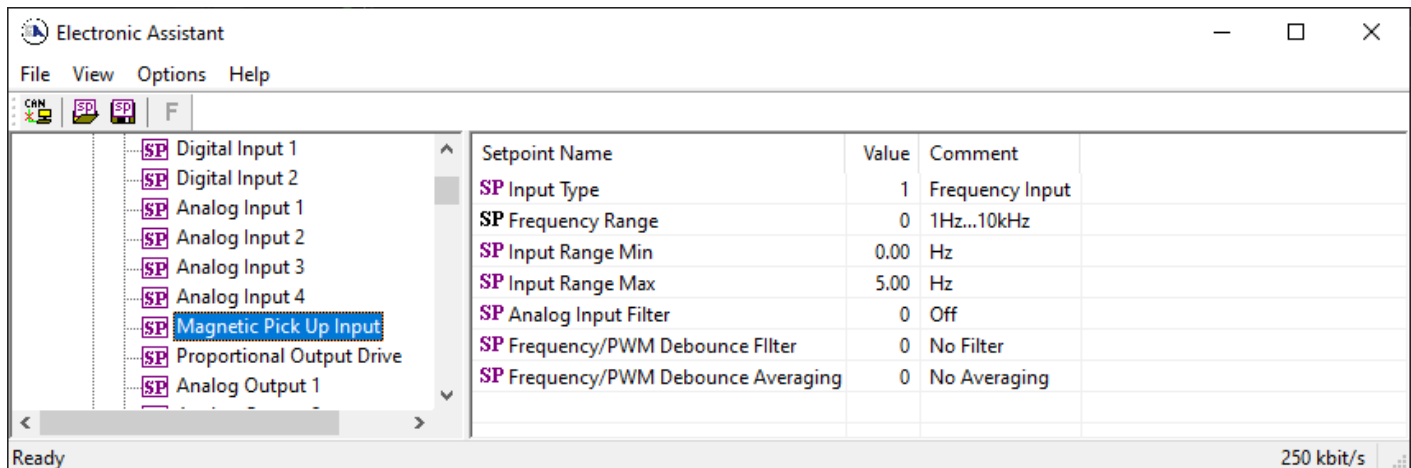 Electronic Assistant
File View Options Help
CAN SP SP F
SP Digital Input 1
SP Digital Input 2
SP Analog Input 1
SP Analog Input 2
SP Analog Input 3
SP Analog Input 4
SP Magnetic Pick Up Input
SP Proportional Output Drive
SP Analog Output 1
Setpoint Name Value Comment
SP Input Type 1 Frequency Input
SP Frequency Range 0 1Hz...10kHz
SP Input Range Min 0.00 Hz
SP Input Range Max 5.00 Hz
SP Analog Input Filter 0 Off
SP Frequency/PWM Debounce FIlter 0 No Filter
SP Frequency/PWM Debounce Averaging 0 No Averaging
Ready 250 kbit/s